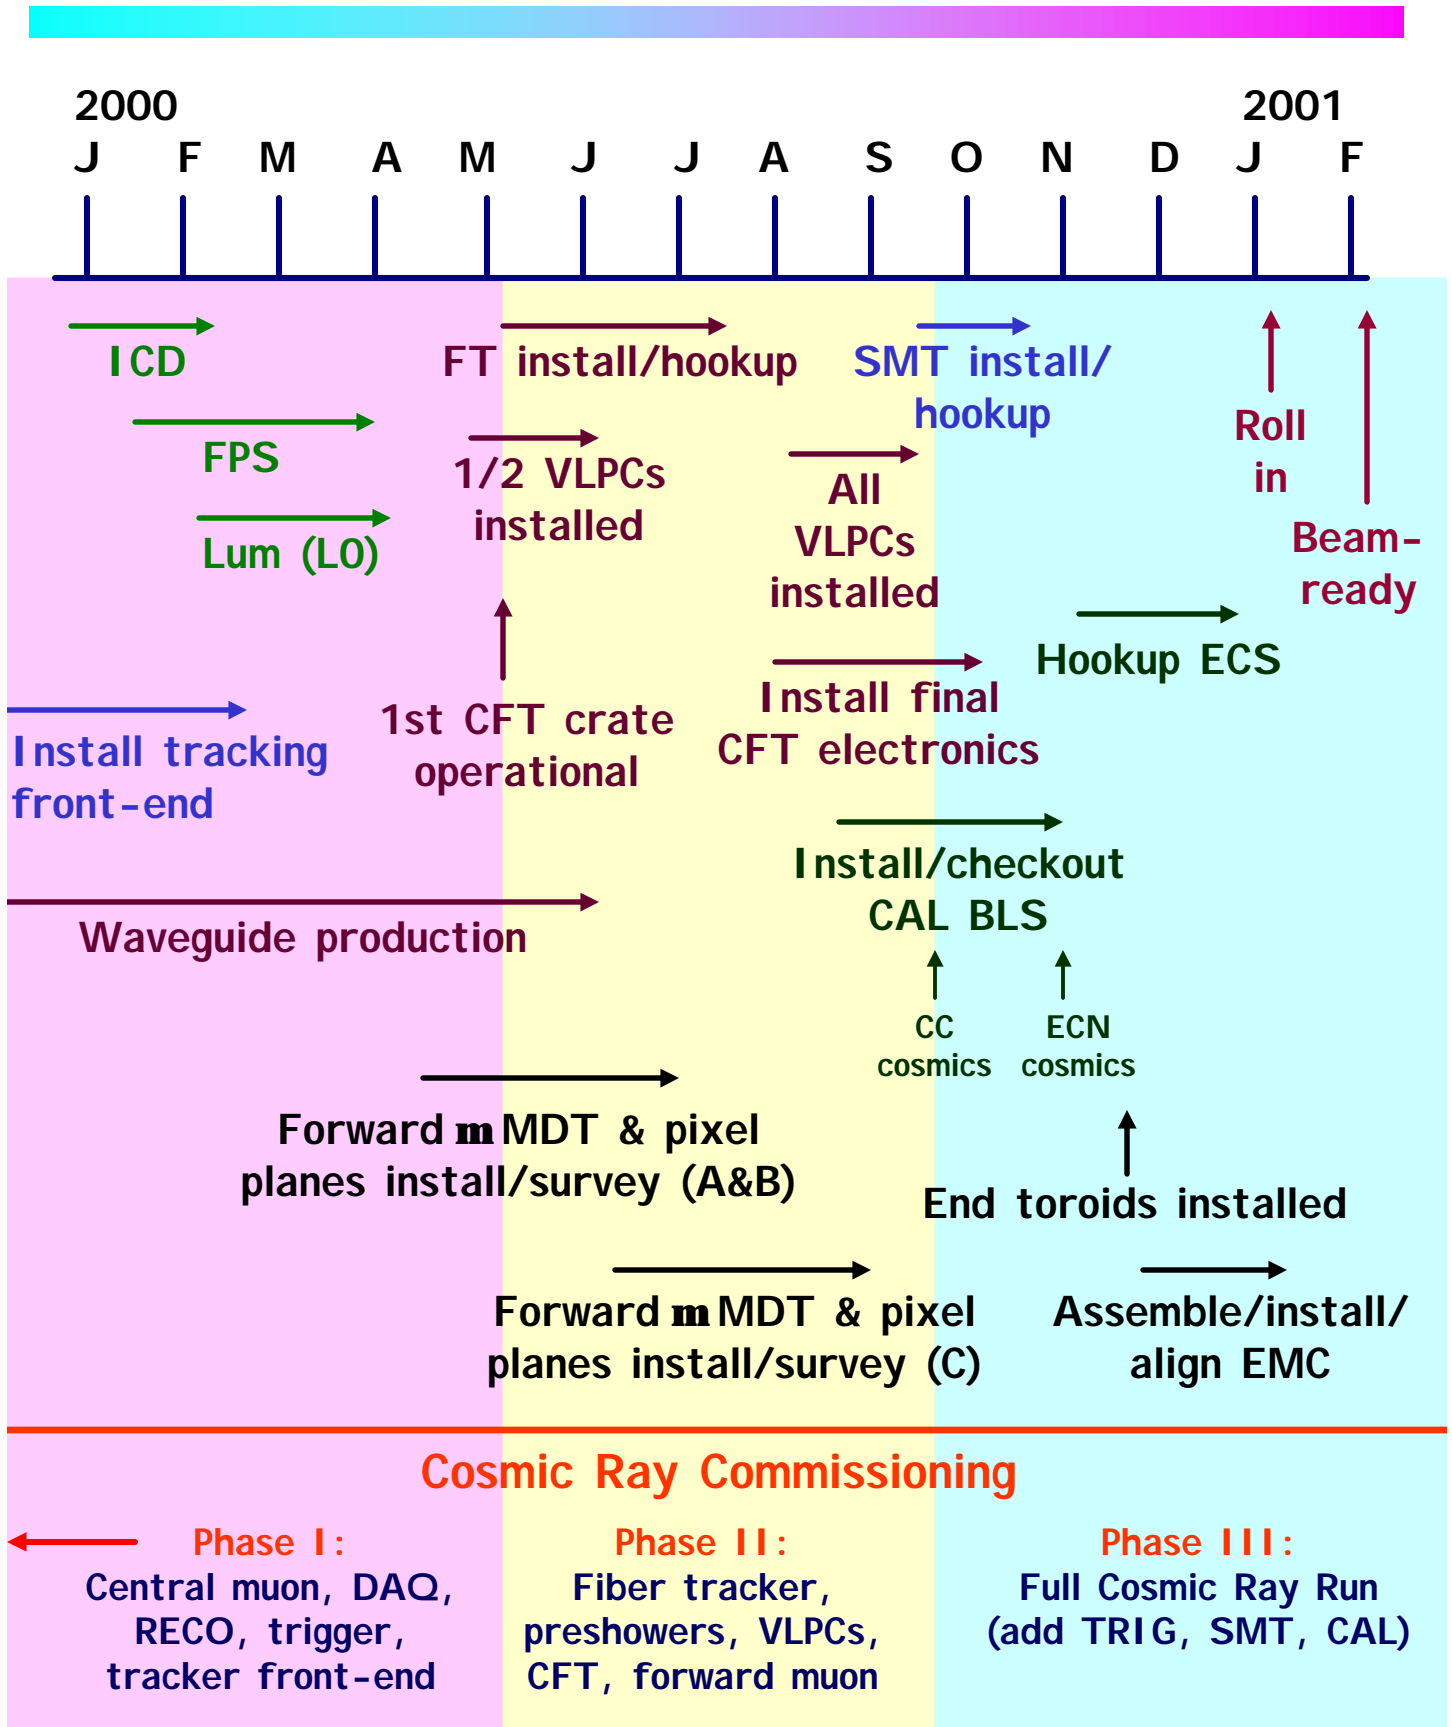 2000 2001
J F M A M J J A S O N D J F
ICD
FT install/hookup
SMT install/
hookup
Roll
in
FPS
1/2 VLPCs
installed
All
VLPCs
installed
Beam-
ready
Lum (L0)
Hookup ECS
1st CFT crate
operational
Install final
CFT electronics
Install tracking
front-end
Install/checkout
CAL BLS
Waveguide production
CC
cosmics
ECN
cosmics
Forward m MDT & pixel
planes install/survey (A&B)
End toroids installed
Forward m MDT & pixel
planes install/survey (C)
Assemble/install/
align EMC
Cosmic Ray Commissioning
Phase I:
Central muon, DAQ,
RECO, trigger,
tracker front-end
Phase II:
Fiber tracker,
preshowers, VLPCs,
CFT, forward muon
Phase III:
Full Cosmic Ray Run
(add TRIG, SMT, CAL)